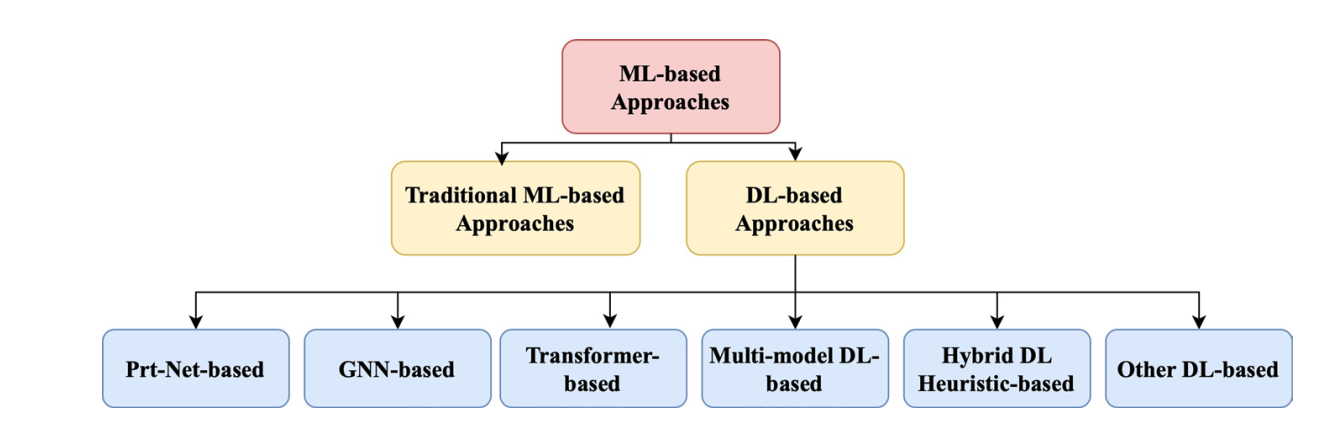 ML-based
Approaches
Traditional ML-based
Approaches
DL-based
Approaches
Prt-Net-based
GNN-based
Transformer-
based
Multi-model DL-
based
Hybrid DL
Heuristic-based
Other DL-based